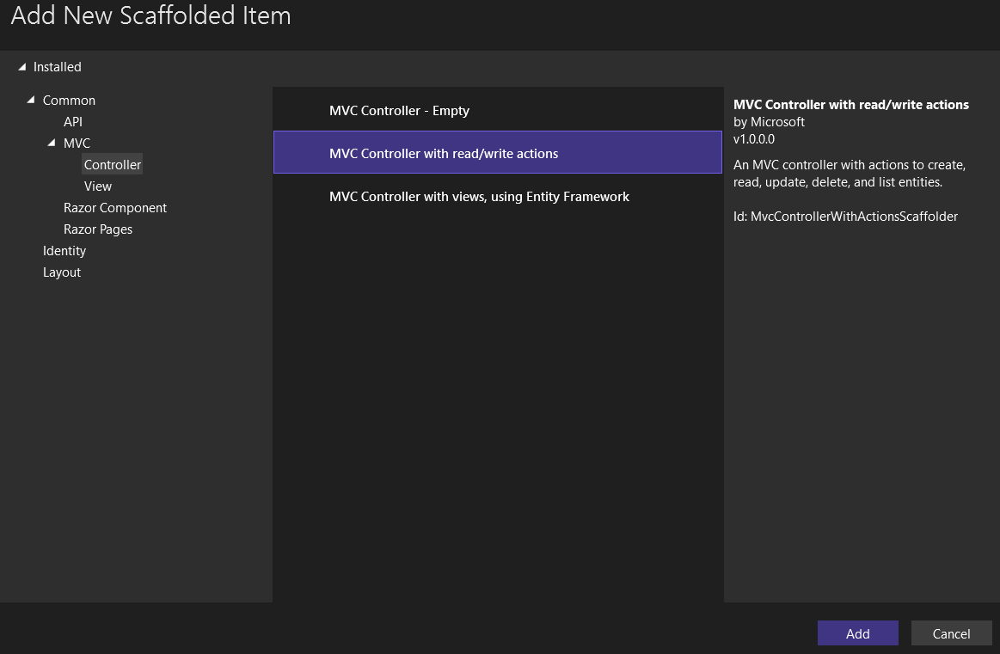 Add New Scaffolded Item
Installed
Common
API
MVC
Controller
View
Razor Component
Razor Pages
Identity
Layout
MVC Controller - Empty
MVC Controller with read/write actions
MVC Controller with views, using Entity Framework
MVC Controller with read/write actions
by Microsoft
v1.0.0.0
An MVC controller with actions to create,
read, update, delete, and list entities.
Id: MvcControllerWithActionsScaffolder
Add
Cancel